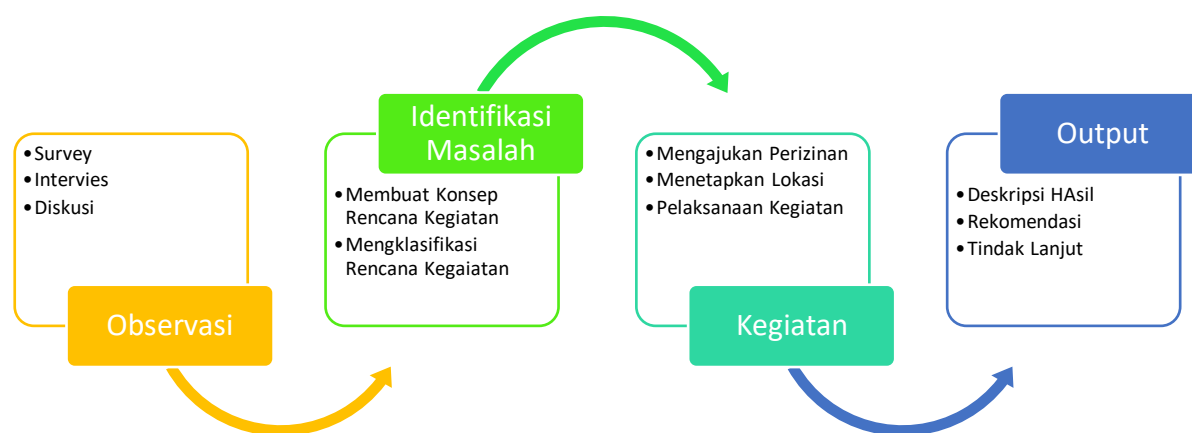 •Survey
•Intervies
•Diskusi
Observasi
Identifikasi
Masalah
•Membuat Konsep
Rencana Kegiatan
•Mengklasifikasi
Rencana Kegaiatan
•Mengajukan Perizinan
•Menetapkan Lokasi
•Pelaksanaan Kegiatan
Kegiatan
Output
•Deskripsi HAsil
•Rekomendasi
•Tindak Lanjut